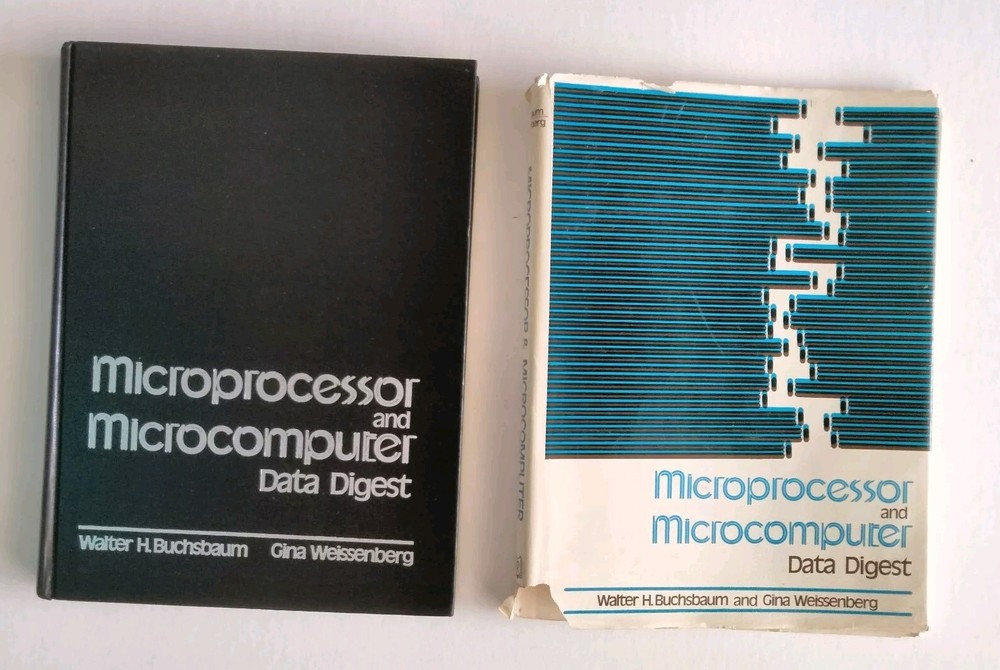 Microprocessor
and
Microcomputer
Data Digest
Walter H. Buchsbaum Gina Weissenberg
MICROPROCESSOR & MICROCOMPUTER
Microprocessor
and
Microcomputer
Data Digest
Walter H. Buchsbaum and Gina Weissenberg